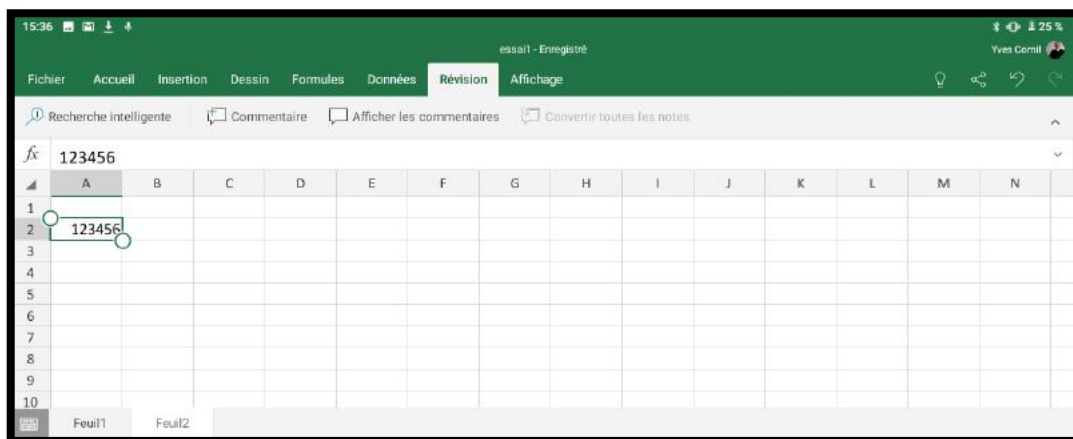 15:36 25 %
essai1 - Enregistré Yves Cornil
Fichier Accueil Insertion Dessin Formules Données Révision Affichage
Recherche intelligente Commentaire Afficher les commentaires Convertir toutes les notes
fx 123456
A B C D E F G H I J K L M N
1
2 123456
3
4
5
6
7
8
9
10
Feuil1 Feuil2